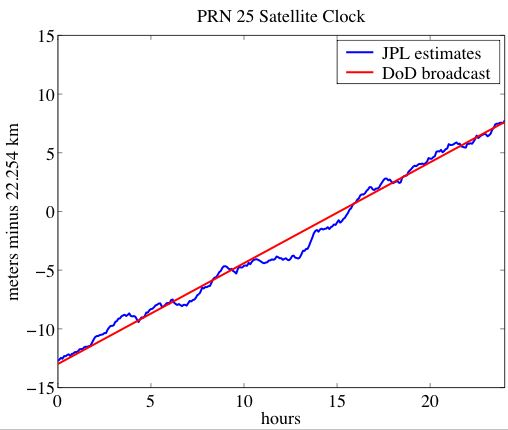 PRN 25 Satellite Clock
JPL estimates
DoD broadcast
meters minus 22.254 km
15
10
5
0
−5
−10
−15
0 5 10 15 20
hours